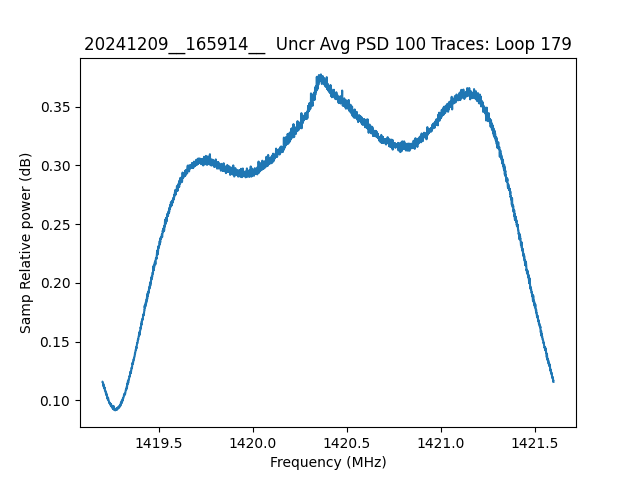 20241209__165914__  Uncr Avg PSD 100 Traces: Loop 179
Samp Relative power (dB)
0.35
0.30
0.25
0.20
0.15
0.10
1419.5 1420.0 1420.5 1421.0 1421.5
Frequency (MHz)